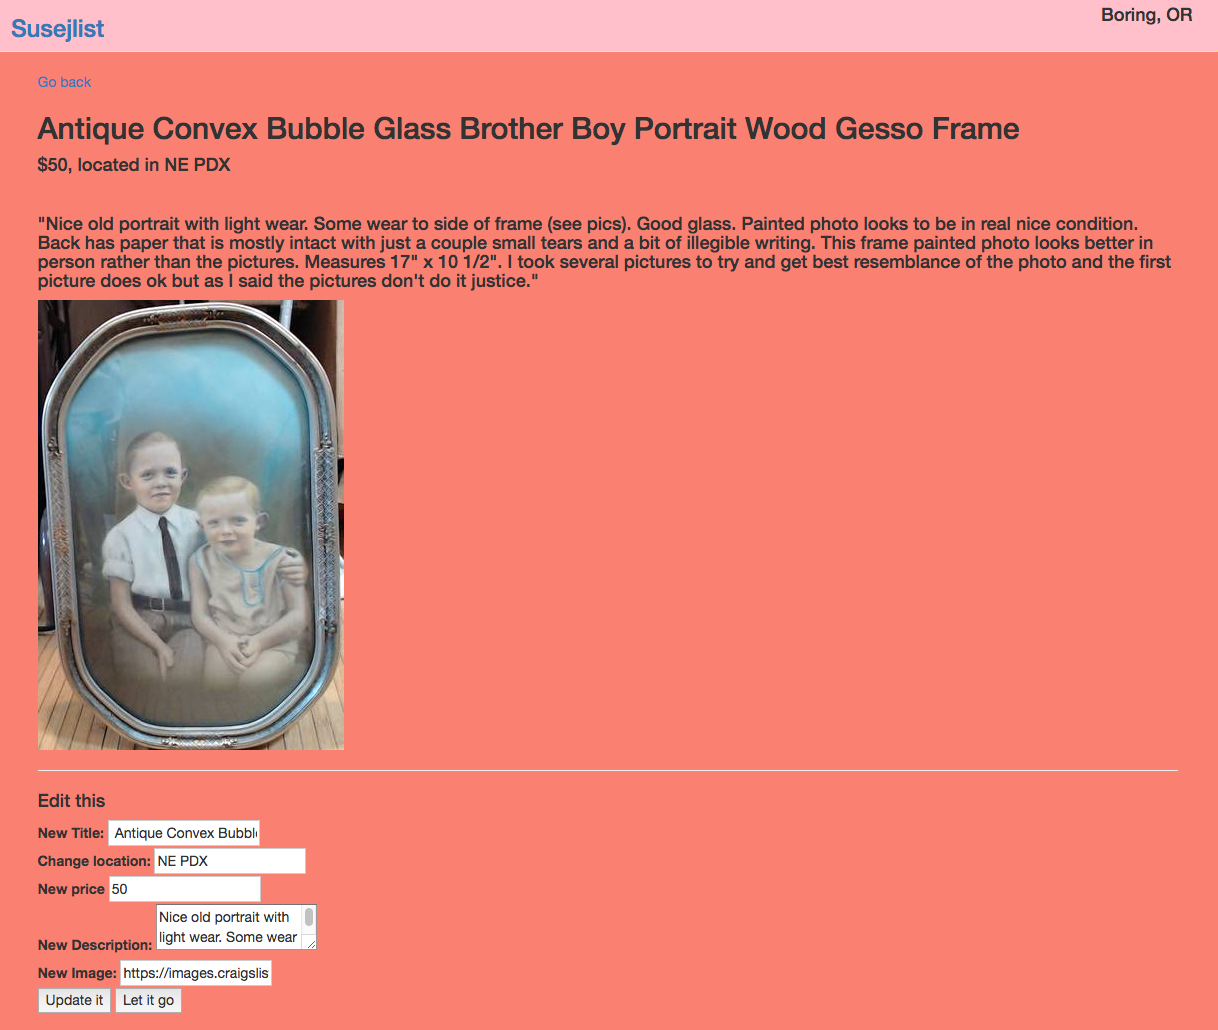 Susejlist
Boring, OR
Go back
Antique Convex Bubble Glass Brother Boy Portrait Wood Gesso Frame
$50, located in NE PDX
"Nice old portrait with light wear. Some wear to side of frame (see pics). Good glass. Painted photo looks to be in real nice condition.
Back has paper that is mostly intact with just a couple small tears and a bit of illegible writing. This frame painted photo looks better in
person rather than the pictures. Measures 17" x 10 1/2". I took several pictures to try and get best resemblance of the photo and the first
picture does ok but as I said the pictures don't do it justice."
Edit this
New Title: Antique Convex Bubbl
Change location: NE PDX
New price 50
Nice old portrait with
light wear. Some wear
New Description:
New Image: https://images.craigslis
Update it Let it go